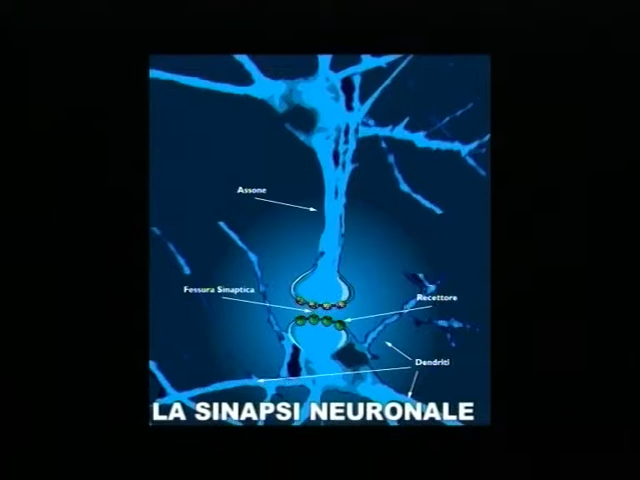 Assone
Fessura Sinaptica
Recettore
Dendriti
LA SINAPSI NEURONALE